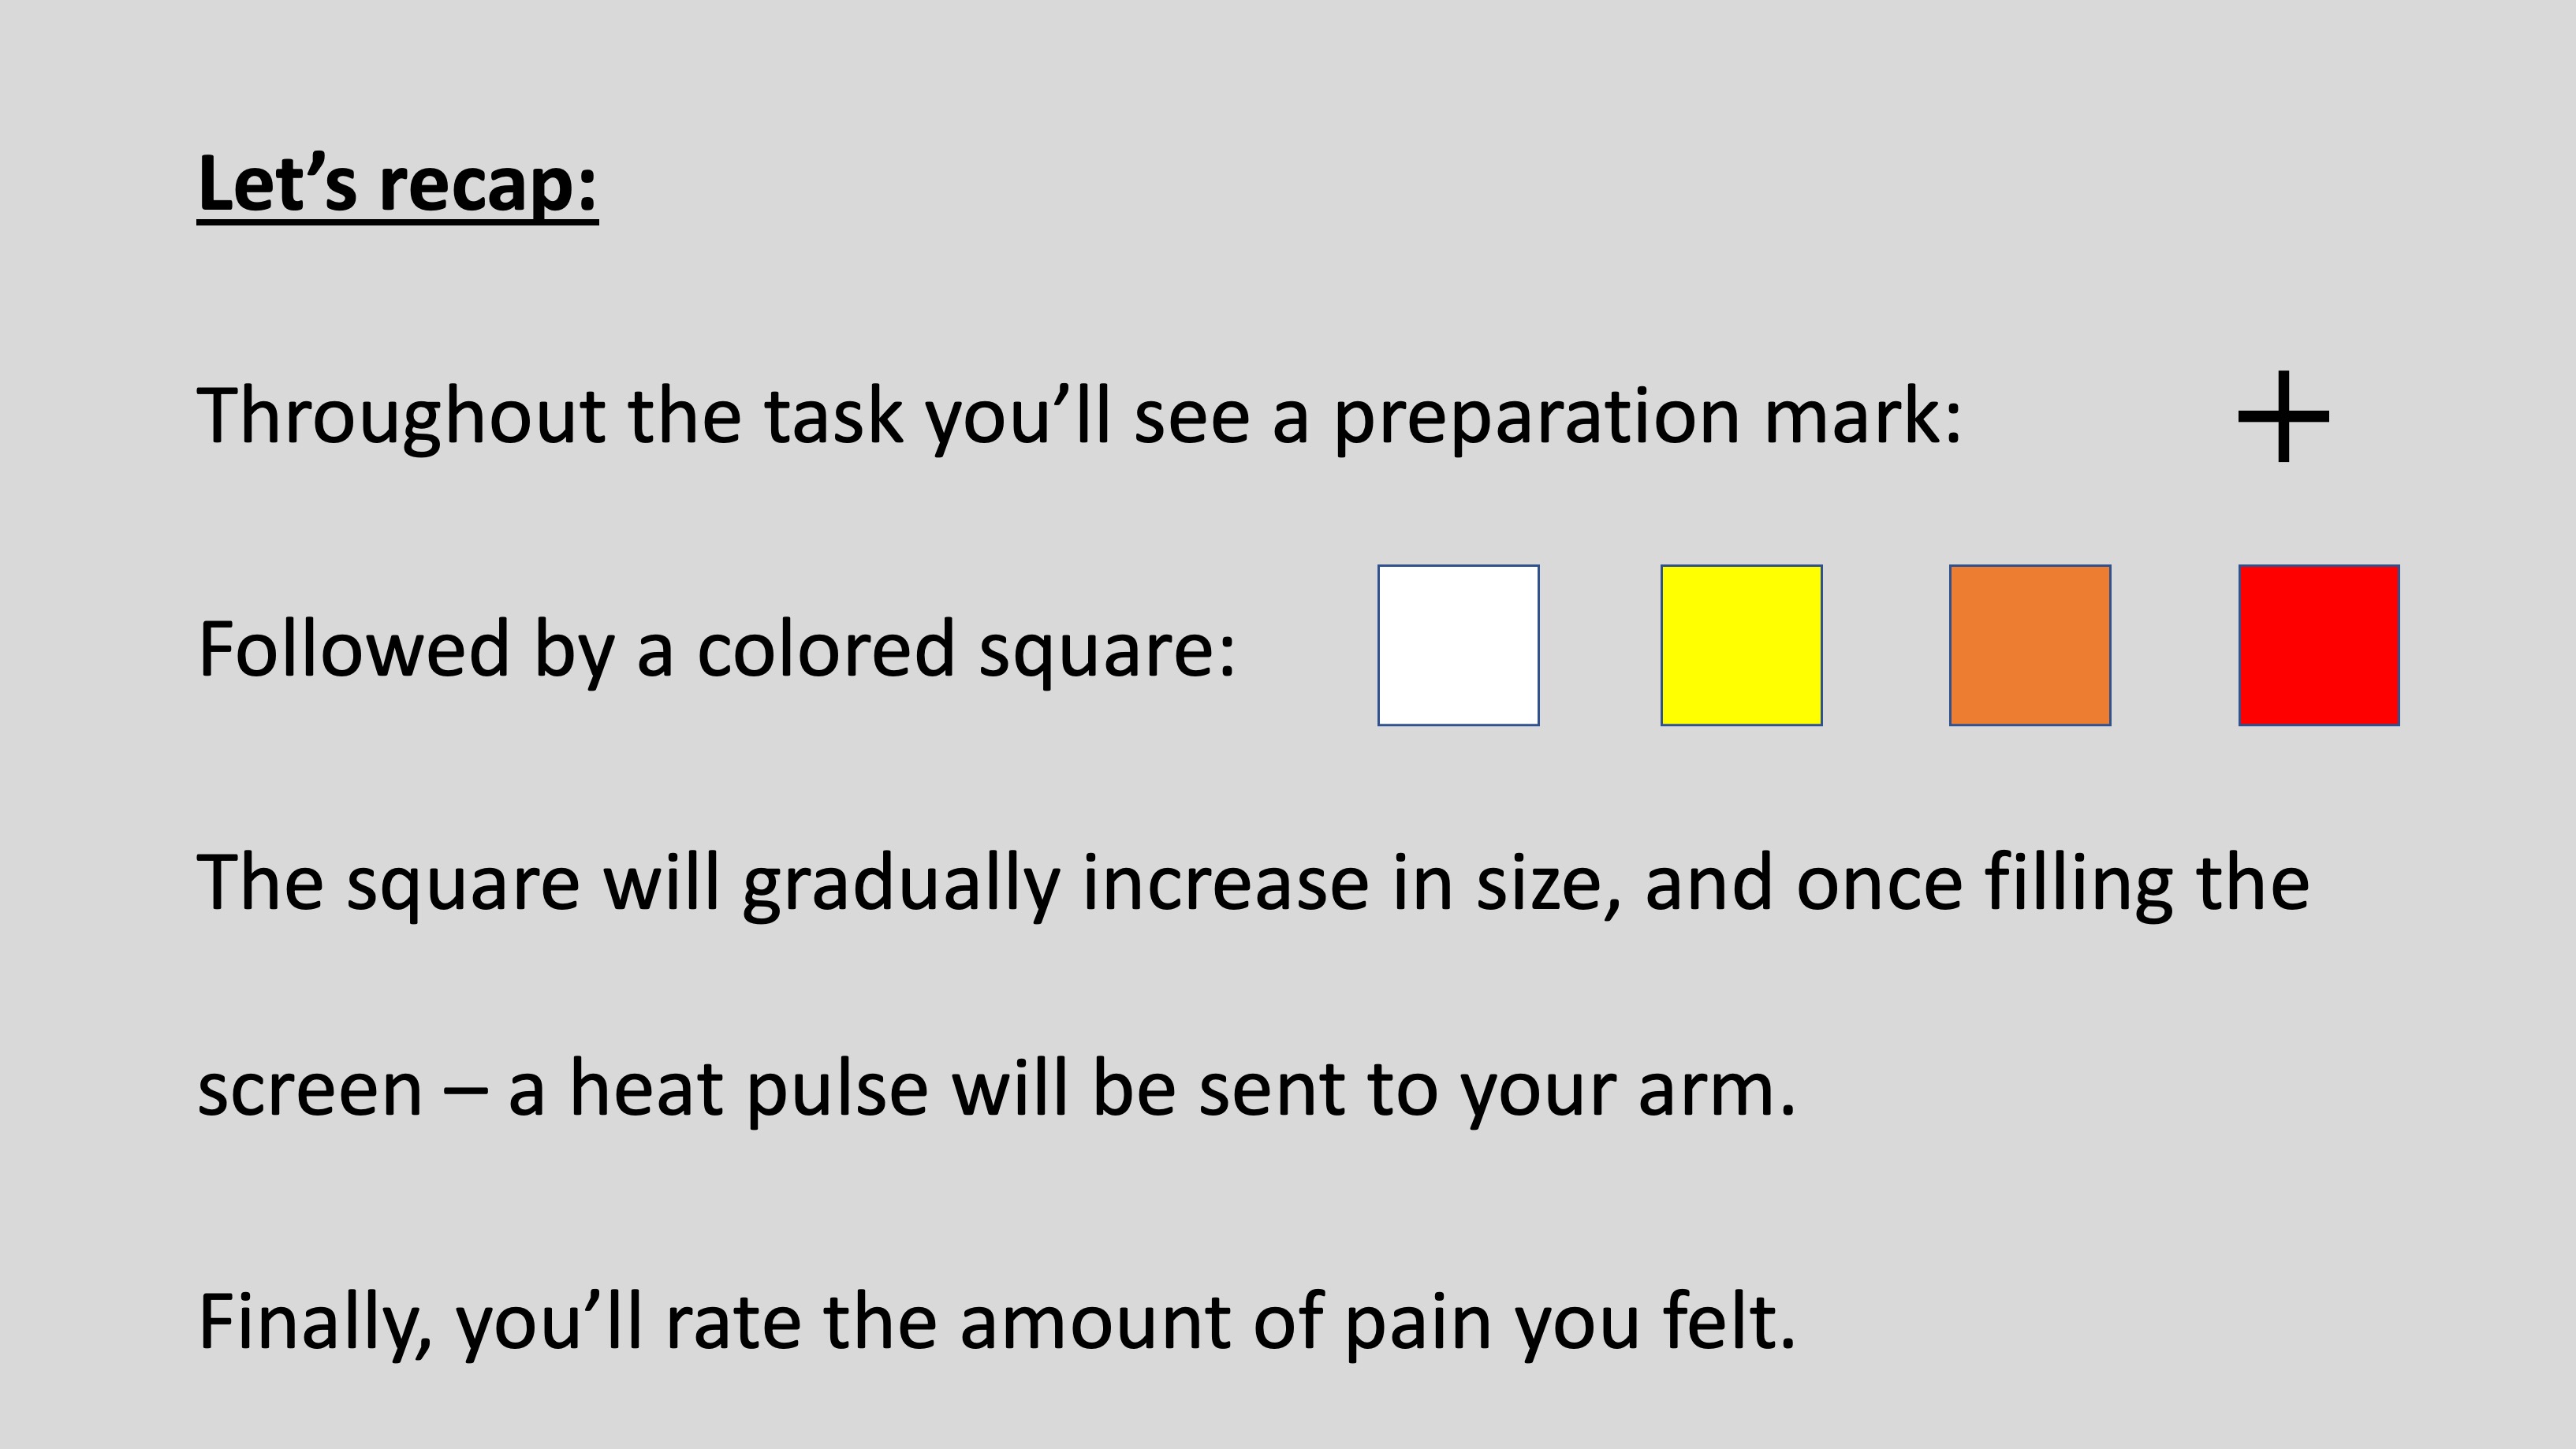 Let’s recap:
Throughout the task you’ll see a preparation mark: +
Followed by a colored square:
The square will gradually increase in size, and once filling the
screen – a heat pulse will be sent to your arm.
Finally, you’ll rate the amount of pain you felt.